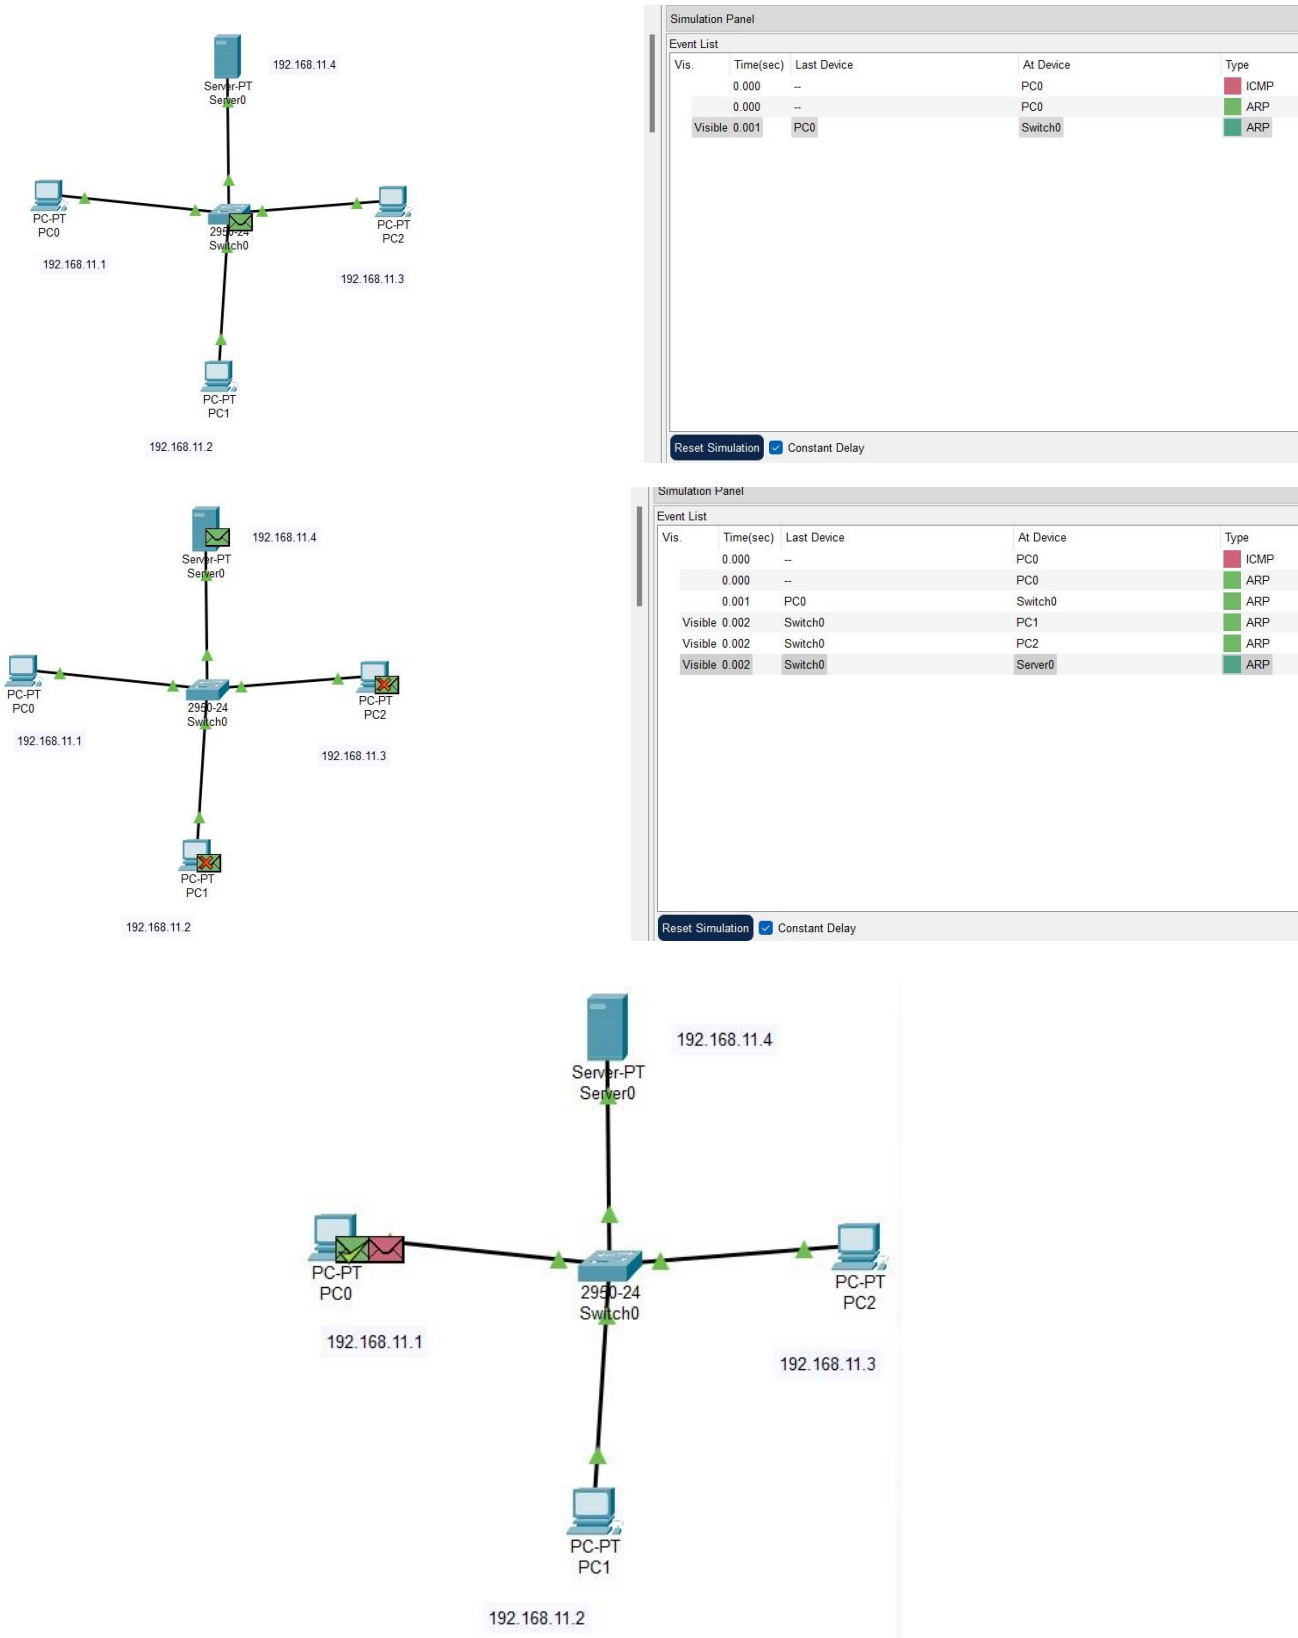 Simulation Panel
Event List
Vis. Time(sec) Last Device At Device Type
0.000 -- PC0 ICMP
0.000 -- PC0 ARP
Visible 0.001 PC0 Switch0 ARP
Reset Simulation Constant Delay
192.168.11.4
Server-PT
Server0
PC-PT
PC0
192.168.11.1
2950-24
Switch0
PC-PT
PC2
192.168.11.3
PC-PT
PC1
192.168.11.2
Simulation Panel
Event List
Vis. Time(sec) Last Device At Device Type
0.000 -- PC0 ICMP
0.000 -- PC0 ARP
0.001 PC0 Switch0 ARP
Visible 0.002 Switch0 PC1 ARP
Visible 0.002 Switch0 PC2 ARP
Visible 0.002 Switch0 Server0 ARP
Reset Simulation Constant Delay
192.168.11.4
Server-PT
Server0
PC-PT
PC0
192.168.11.1
2950-24
Switch0
PC-PT
PC2
192.168.11.3
PC-PT
PC1
192.168.11.2
192.168.11.4
Server-PT
Server0
PC-PT
PC0
192.168.11.1
2950-24
Switch0
PC-PT
PC2
192.168.11.3
PC-PT
PC1
192.168.11.2